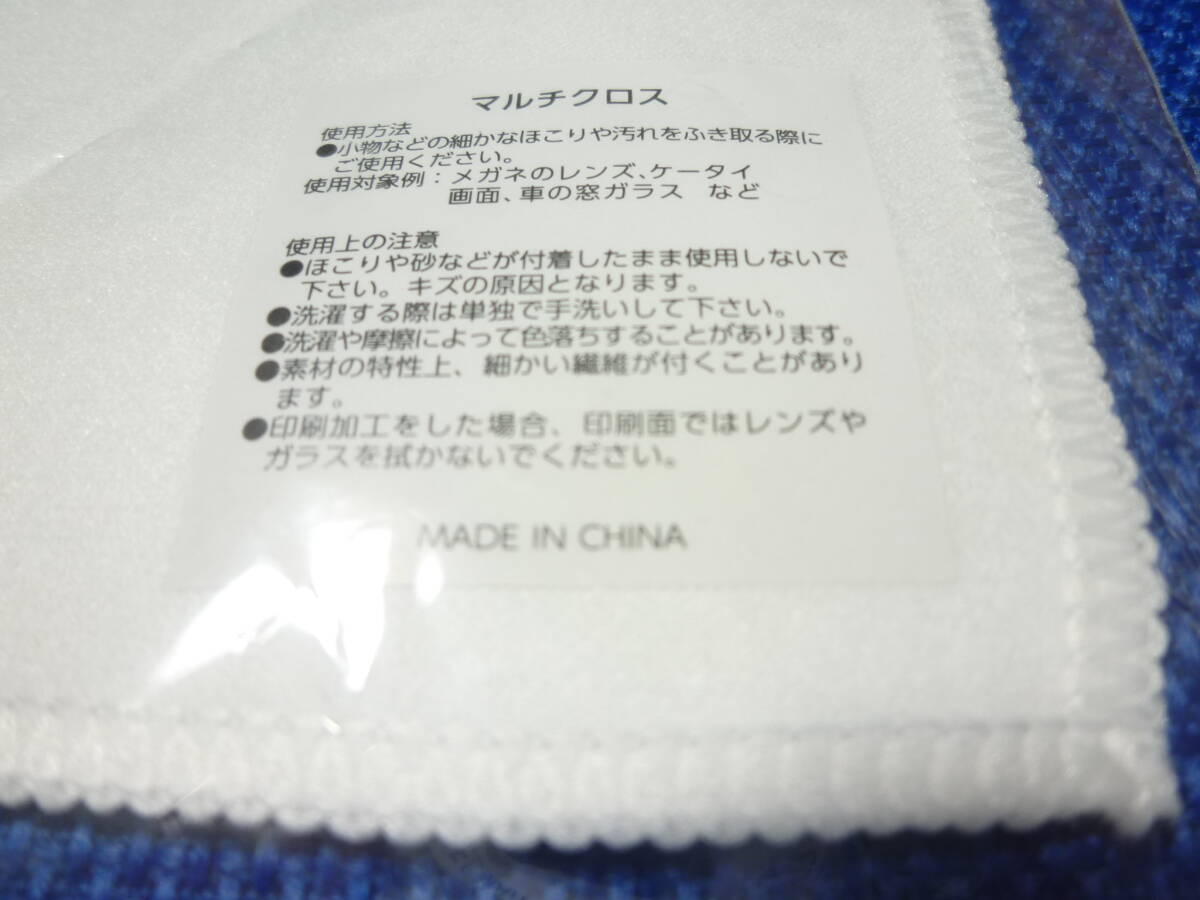 マルチクロス
使用方法
●小物などの細かなほこりや汚れをふき取る際に
ご使用ください。
使用対象例：メガネのレンズ、ケータイ
画面、車の窓ガラス など
使用上の注意
●ほこりや砂などが付着したまま使用しないで
下さい。キズの原因となります。
●洗濯する際は単独で手洗いして下さい。
●洗濯や摩擦によって色落ちすることがあります。
●素材の特性上、細かい繊維が付くことがあり
ます。
●印刷加工をした場合、印刷面ではレンズや
ガラスを拭かないでください。
MADE IN CHINA